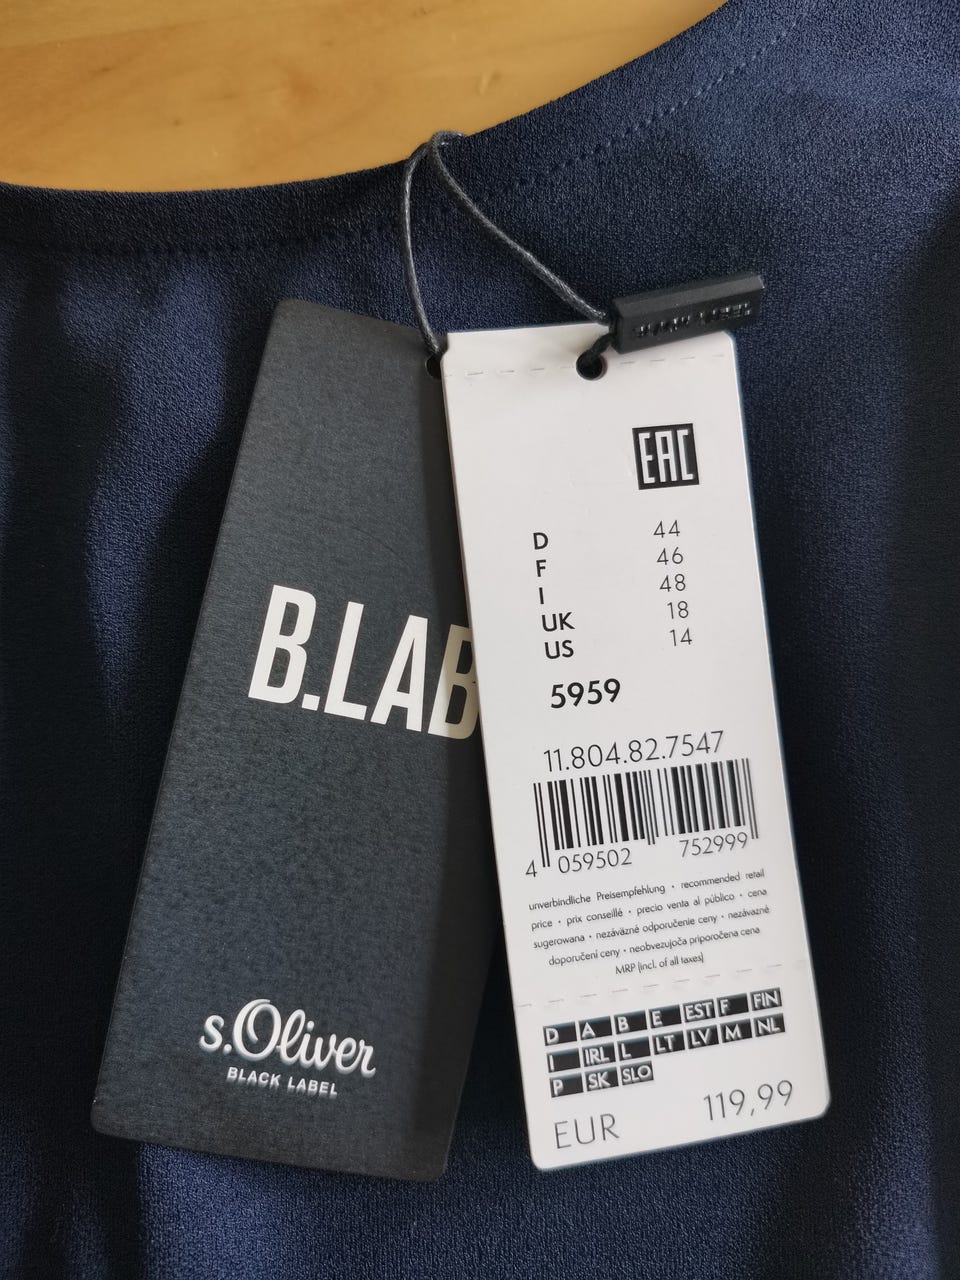 BLACK LABEL
B.LAB
s.Oliver
BLACK LABEL
EAC
D 44
F 46
I 48
UK 18
US 14
5959
11.804.82.7547
4 059502 752999
unverbindliche Preisempfehlung • recommended retail
price • prix conseillé • precio venta al público • cena
sugerowana • nezáväzné odporučenie ceny • nezávazné
doporučení ceny • neobvezujoča priporočena cena
MRP (incl. of all taxes)
D A B E EST F FIN
I IRL L LT LV M NL
P SK SLO
EUR 119,99